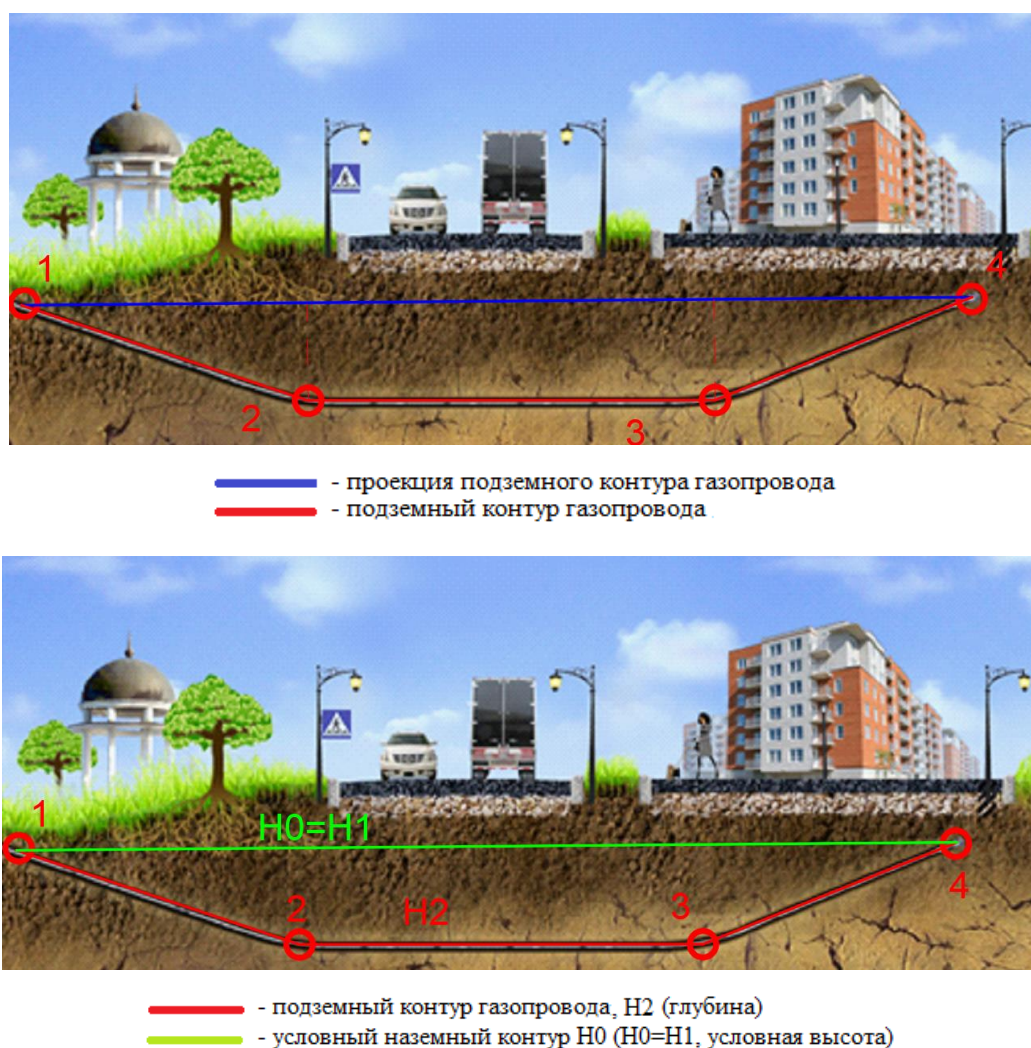 1
4
2
3
- проекция подземного контура газопровода
- подземный контур газопровода
1
H0=H1
2
H2
3
4
- подземный контур газопровода, H2 (глубина)
- условный наземный контур H0 (H0=H1, условная высота)